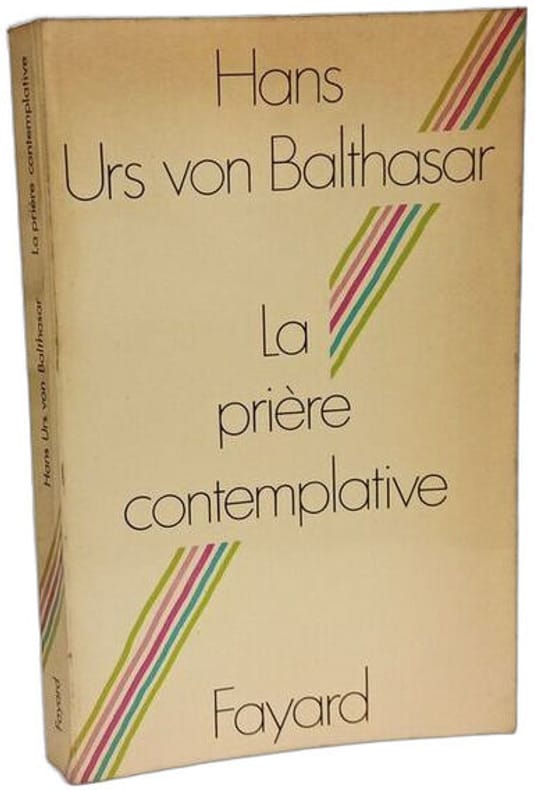 Hans
Urs von Balthasar
La
prière
contemplative
Fayard
La prière contemplative
Hans Urs von Balthasar
Fayard